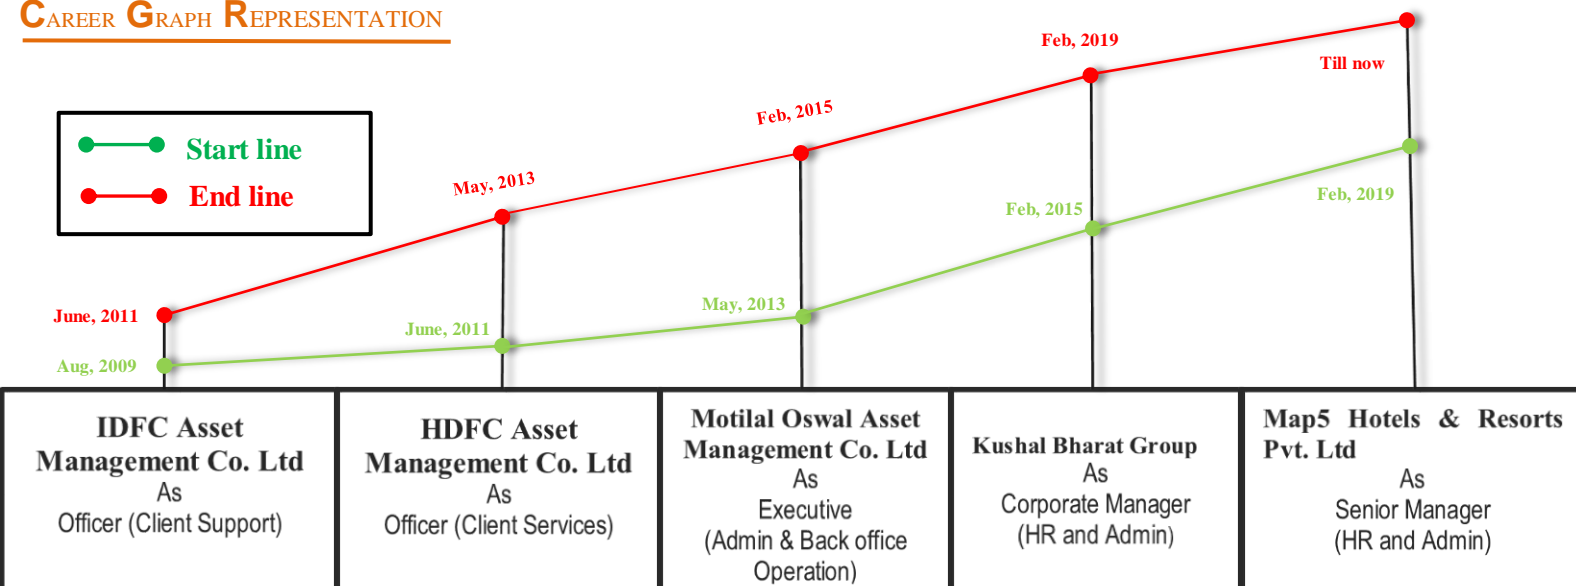 CAREER GRAPH REPRESENTATION
Start line
End line
June, 2011
May, 2013
Feb, 2015
Feb, 2019
Till now
Aug, 2009
June, 2011
May, 2013
Feb, 2015
Feb, 2019
IDFC Asset
Management Co. Ltd
As
Officer (Client Support)
HDFC Asset
Management Co. Ltd
As
Officer (Client Services)
Motilal Oswal Asset
Management Co. Ltd
As
Executive
(Admin & Back office
Operation)
Kushal Bharat Group
As
Corporate Manager
(HR and Admin)
Map5 Hotels & Resorts
Pvt. Ltd
As
Senior Manager
(HR and Admin)